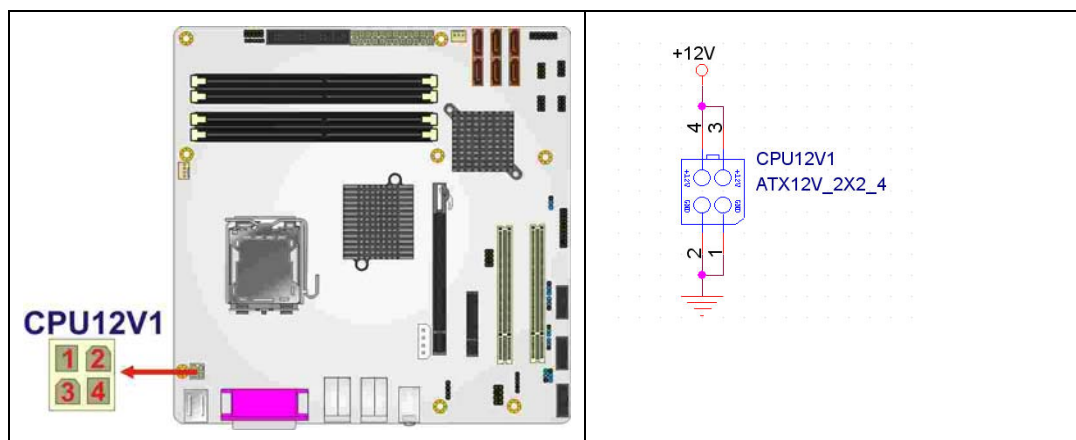 CPU12V1
1 2
3 4
+12V
4 3
CPU12V1
ATX12V_2X2_4
+12V +12V
GND GND
2 1